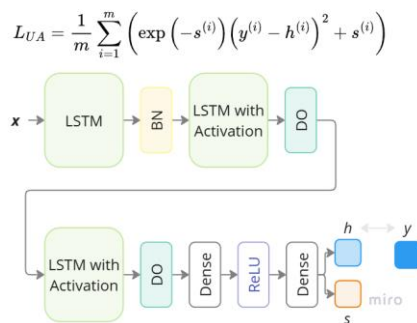 L_{UA} = \frac{1}{m} \sum_{i=1}^{m} \left( \exp\left(-s^{(i)}\right) \left(y^{(i)} - h^{(i)}\right)^2 + s^{(i)} \right)
x
LSTM
BN
LSTM with
Activation
DO
LSTM with
Activation
DO
Dense
ReLU
Dense
h
y
s
miro